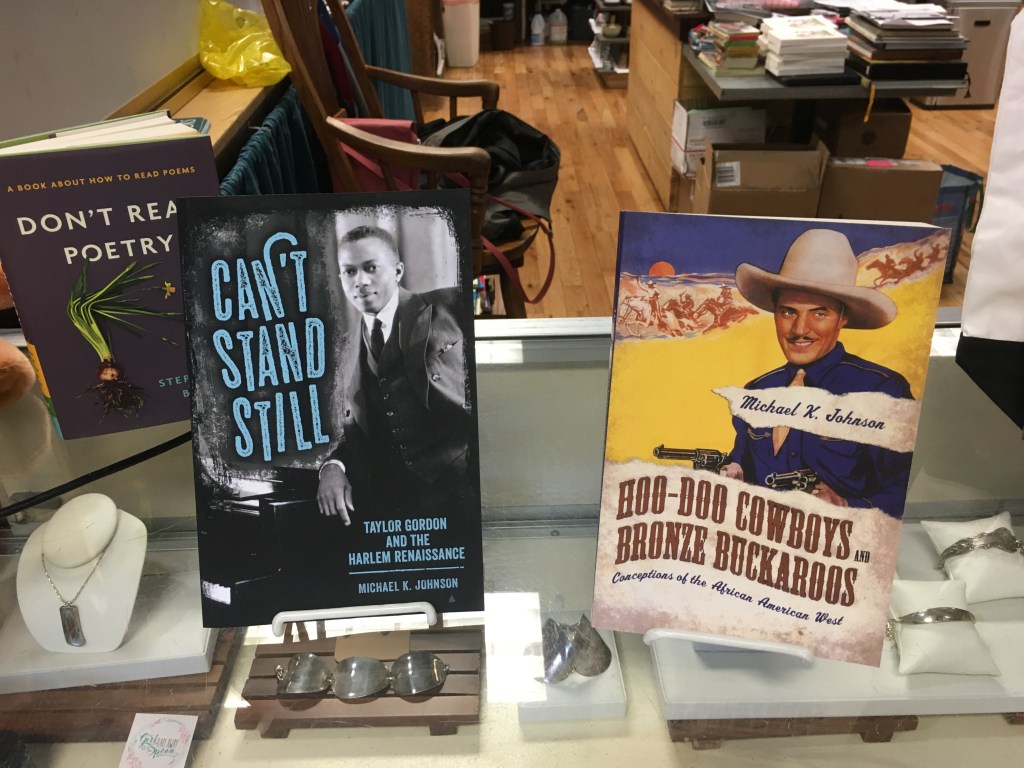 A BOOK ABOUT HOW TO READ POEMS
DON'T REA
POETRY
STEP
B
CAN'T
STAND
STILL
TAYLOR GORDON
AND THE
HARLEM RENAISSANCE
MICHAEL K. JOHNSON
Michael K. Johnson
HOO-DOO COWBOYS AND
BRONZE BUCKAROOS
Conceptions of the African American West